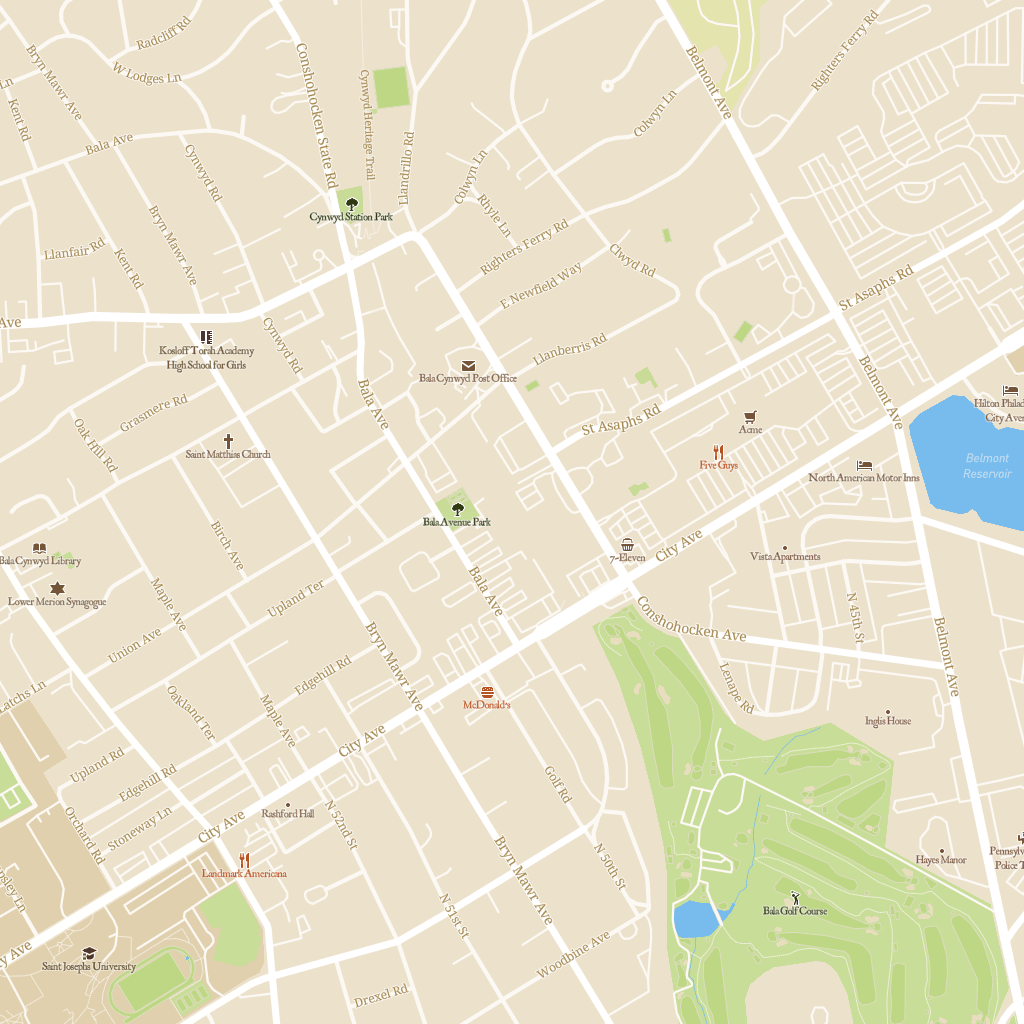 Radcliff Rd
Bryn Mawr Ave
W Lodges Ln
Ln
Kent Rd
Bala Ave
Cynwyd Rd
Conshohocken State Rd
Cynwyd Heritage Trail
Llandrillo Rd
Colwyn Ln
Colwyn Ln
Belmont Ave
Righters Ferry Rd
Rhyle Ln
Cynwyd Station Park
Llanfair Rd
Kent Rd
Bryn Mawr Ave
Righters Ferry Rd
E Newfield Way
Clwyd Rd
St Asaphs Rd
Ave
Kosloff Torah Academy
High School for Girls
Cynwyd Rd
Bala Cynwyd Post Office
Llanberris Rd
Belmont Ave
Grasmere Rd
Oak Hill Rd
Saint Matthias Church
Bala Ave
St Asaphs Rd
Acme
Five Guys
Hilton Philad
City Aven
North American Motor Inns
Belmont
Reservoir
Bala Avenue Park
Birch Ave
Bala Cynwyd Library
Lower Merion Synagogue
Maple Ave
Upland Ter
Union Ave
Bala Ave
7-Eleven
City Ave
Vista Apartments
N 45th St
Conshohocken Ave
Belmont Ave
Bryn Mawr Ave
Edgehill Rd
Latchs Ln
Oakland Ter
Maple Ave
McDonald's
City Ave
Lenape Rd
Inglis House
Upland Rd
Edgehill Rd
Stoneway Ln
Orchard Rd
City Ave
Rashford Hall
N 52nd St
Golf Rd
Landmark Americana
Bryn Mawr Ave
N 50th St
Hayes Manor
Pennsylv
Police T
Bala Golf Course
N 51st St
Woodbine Ave
Saint Josephs University
Drexel Rd